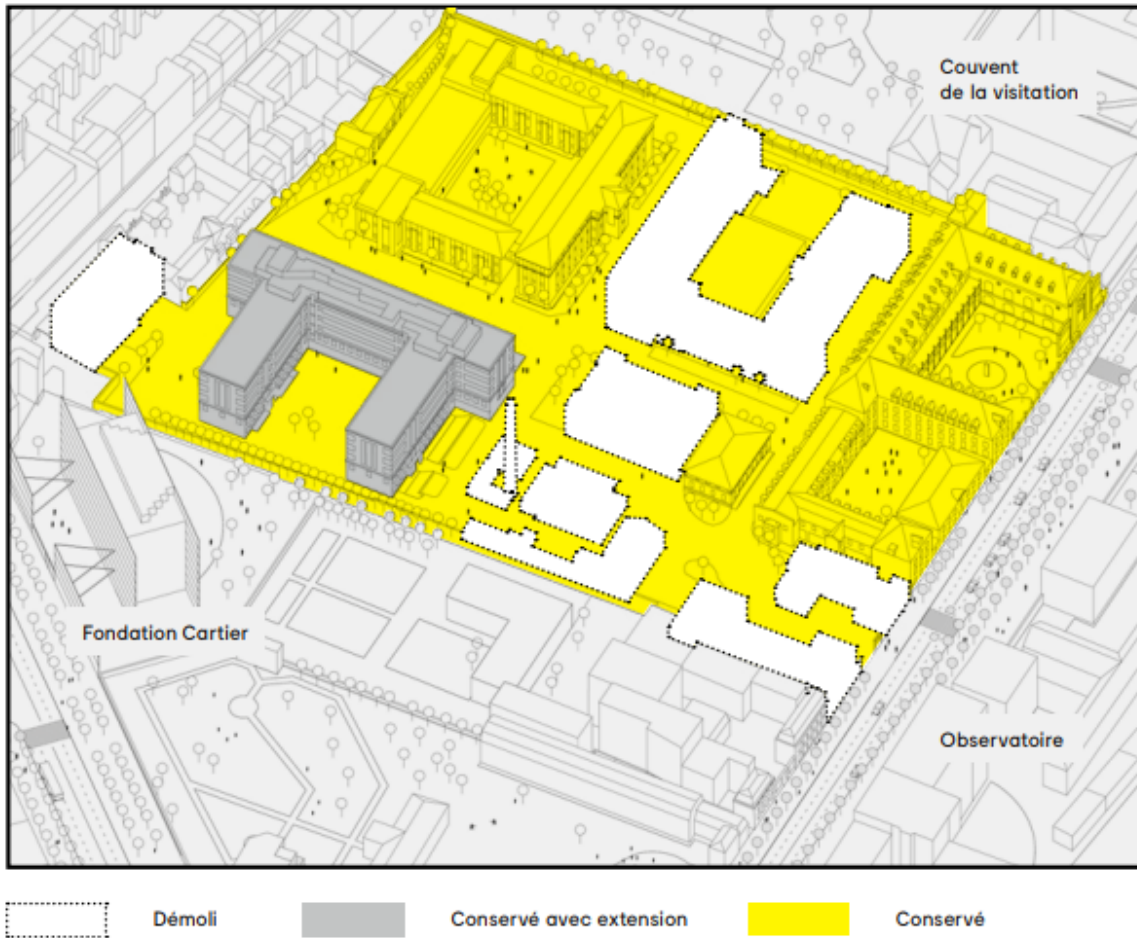 Couvent
de la visitation
Fondation Cartier
Observatoire
Démoli
Conservé avec extension
Conservé